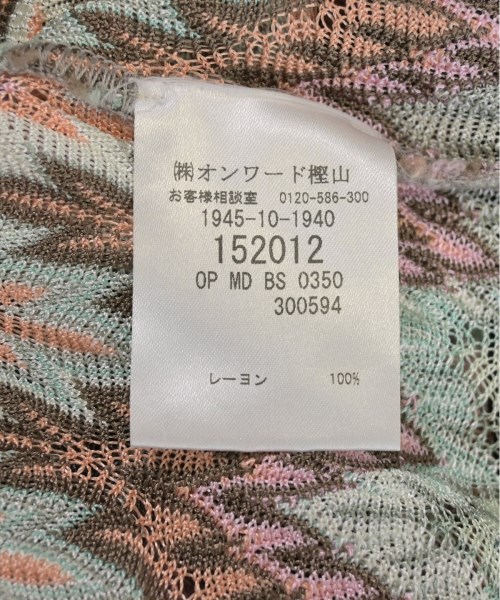 ㈱オンワード樫山
お客様相談室 0120-586-300
1945-10-1940
152012
OP MD BS 0350
300594
レーヨン 100%